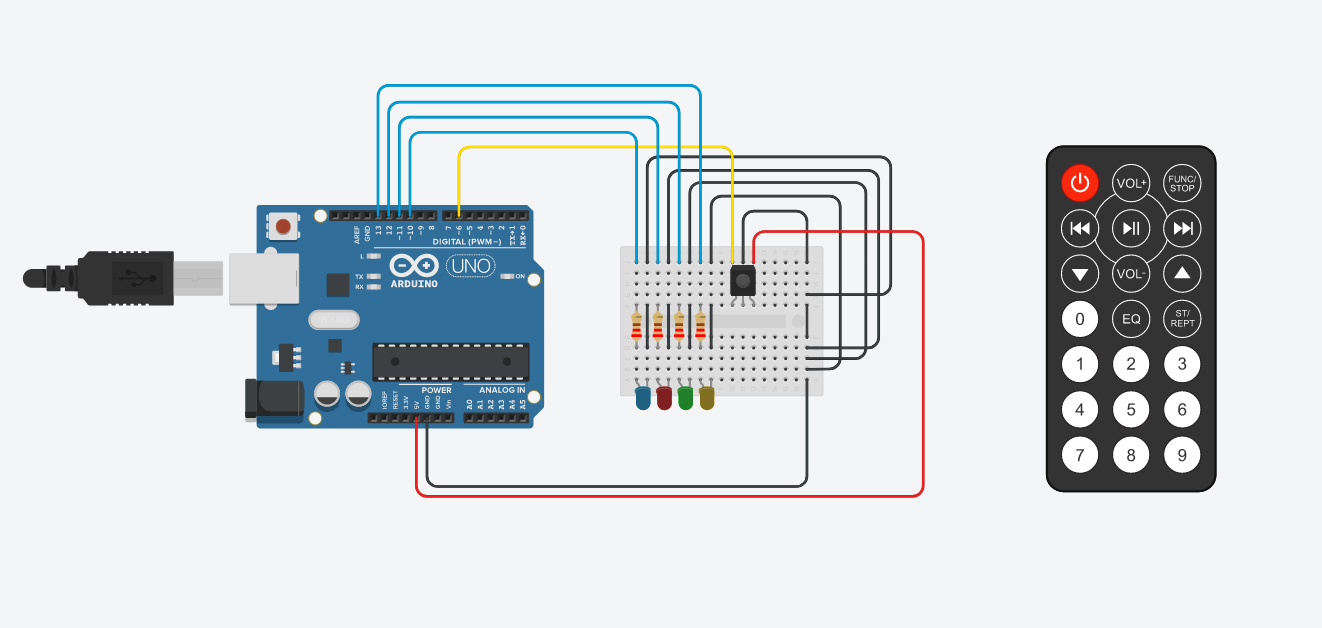 AREF
GND
13
12
~11
~10
~9
8
7
~6
~5
4
~3
2
TX→1
RX←0
DIGITAL (PWM~)
L
TX
RX
ARDUINO
UNO
ON
POWER
ANALOG IN
IOREF
RESET
3.3V
5V
GND
GND
Vin
A0
A1
A2
A3
A4
A5
VOL+
FUNC/
STOP
VOL-
0
EQ
ST/
REPT
1
2
3
4
5
6
7
8
9